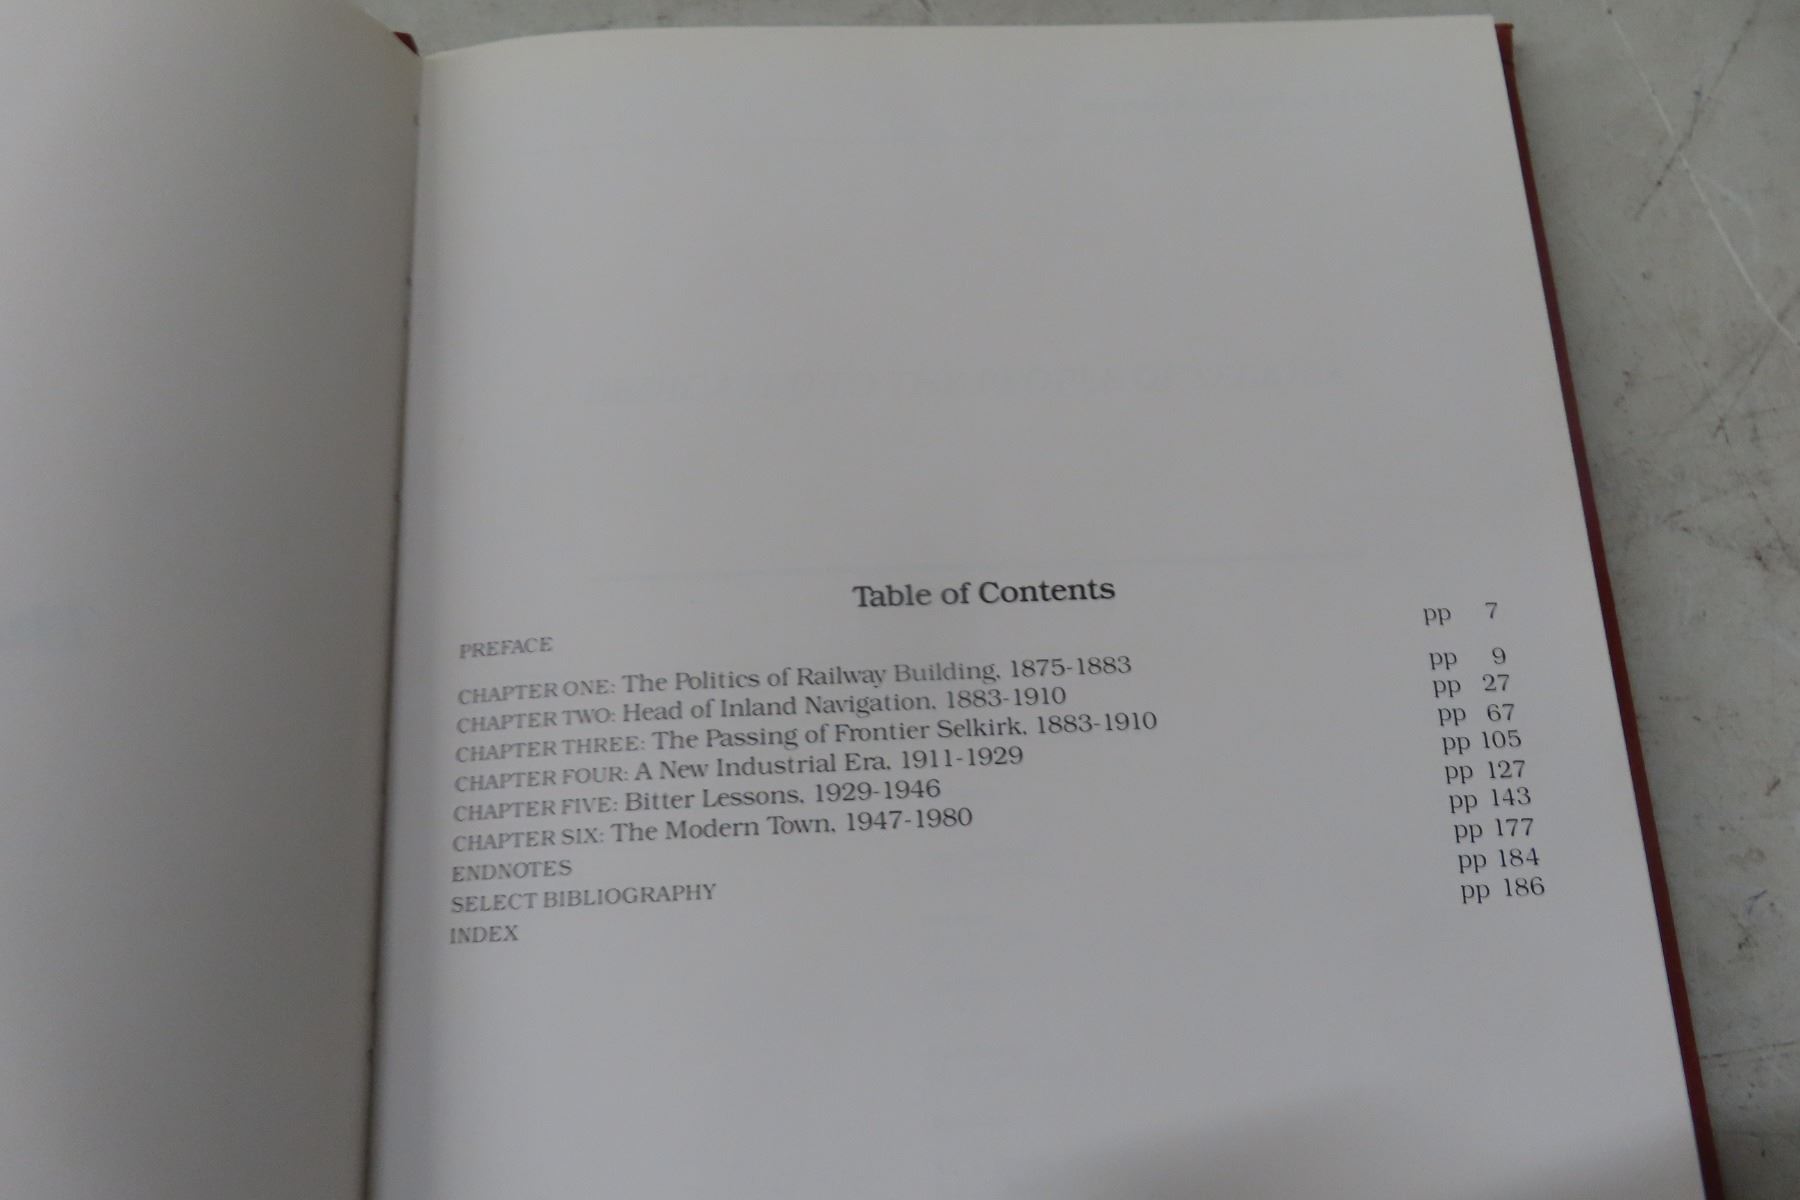 Table of Contents
PREFACE pp 7
CHAPTER ONE: The Politics of Railway Building, 1875-1883 pp 9
CHAPTER TWO: Head of Inland Navigation, 1883-1910 pp 27
CHAPTER THREE: The Passing of Frontier Selkirk, 1883-1910 pp 67
CHAPTER FOUR: A New Industrial Era, 1911-1929 pp 105
CHAPTER FIVE: Bitter Lessons, 1929-1946 pp 127
CHAPTER SIX: The Modern Town, 1947-1980 pp 143
ENDNOTES pp 177
SELECT BIBLIOGRAPHY pp 184
INDEX pp 186